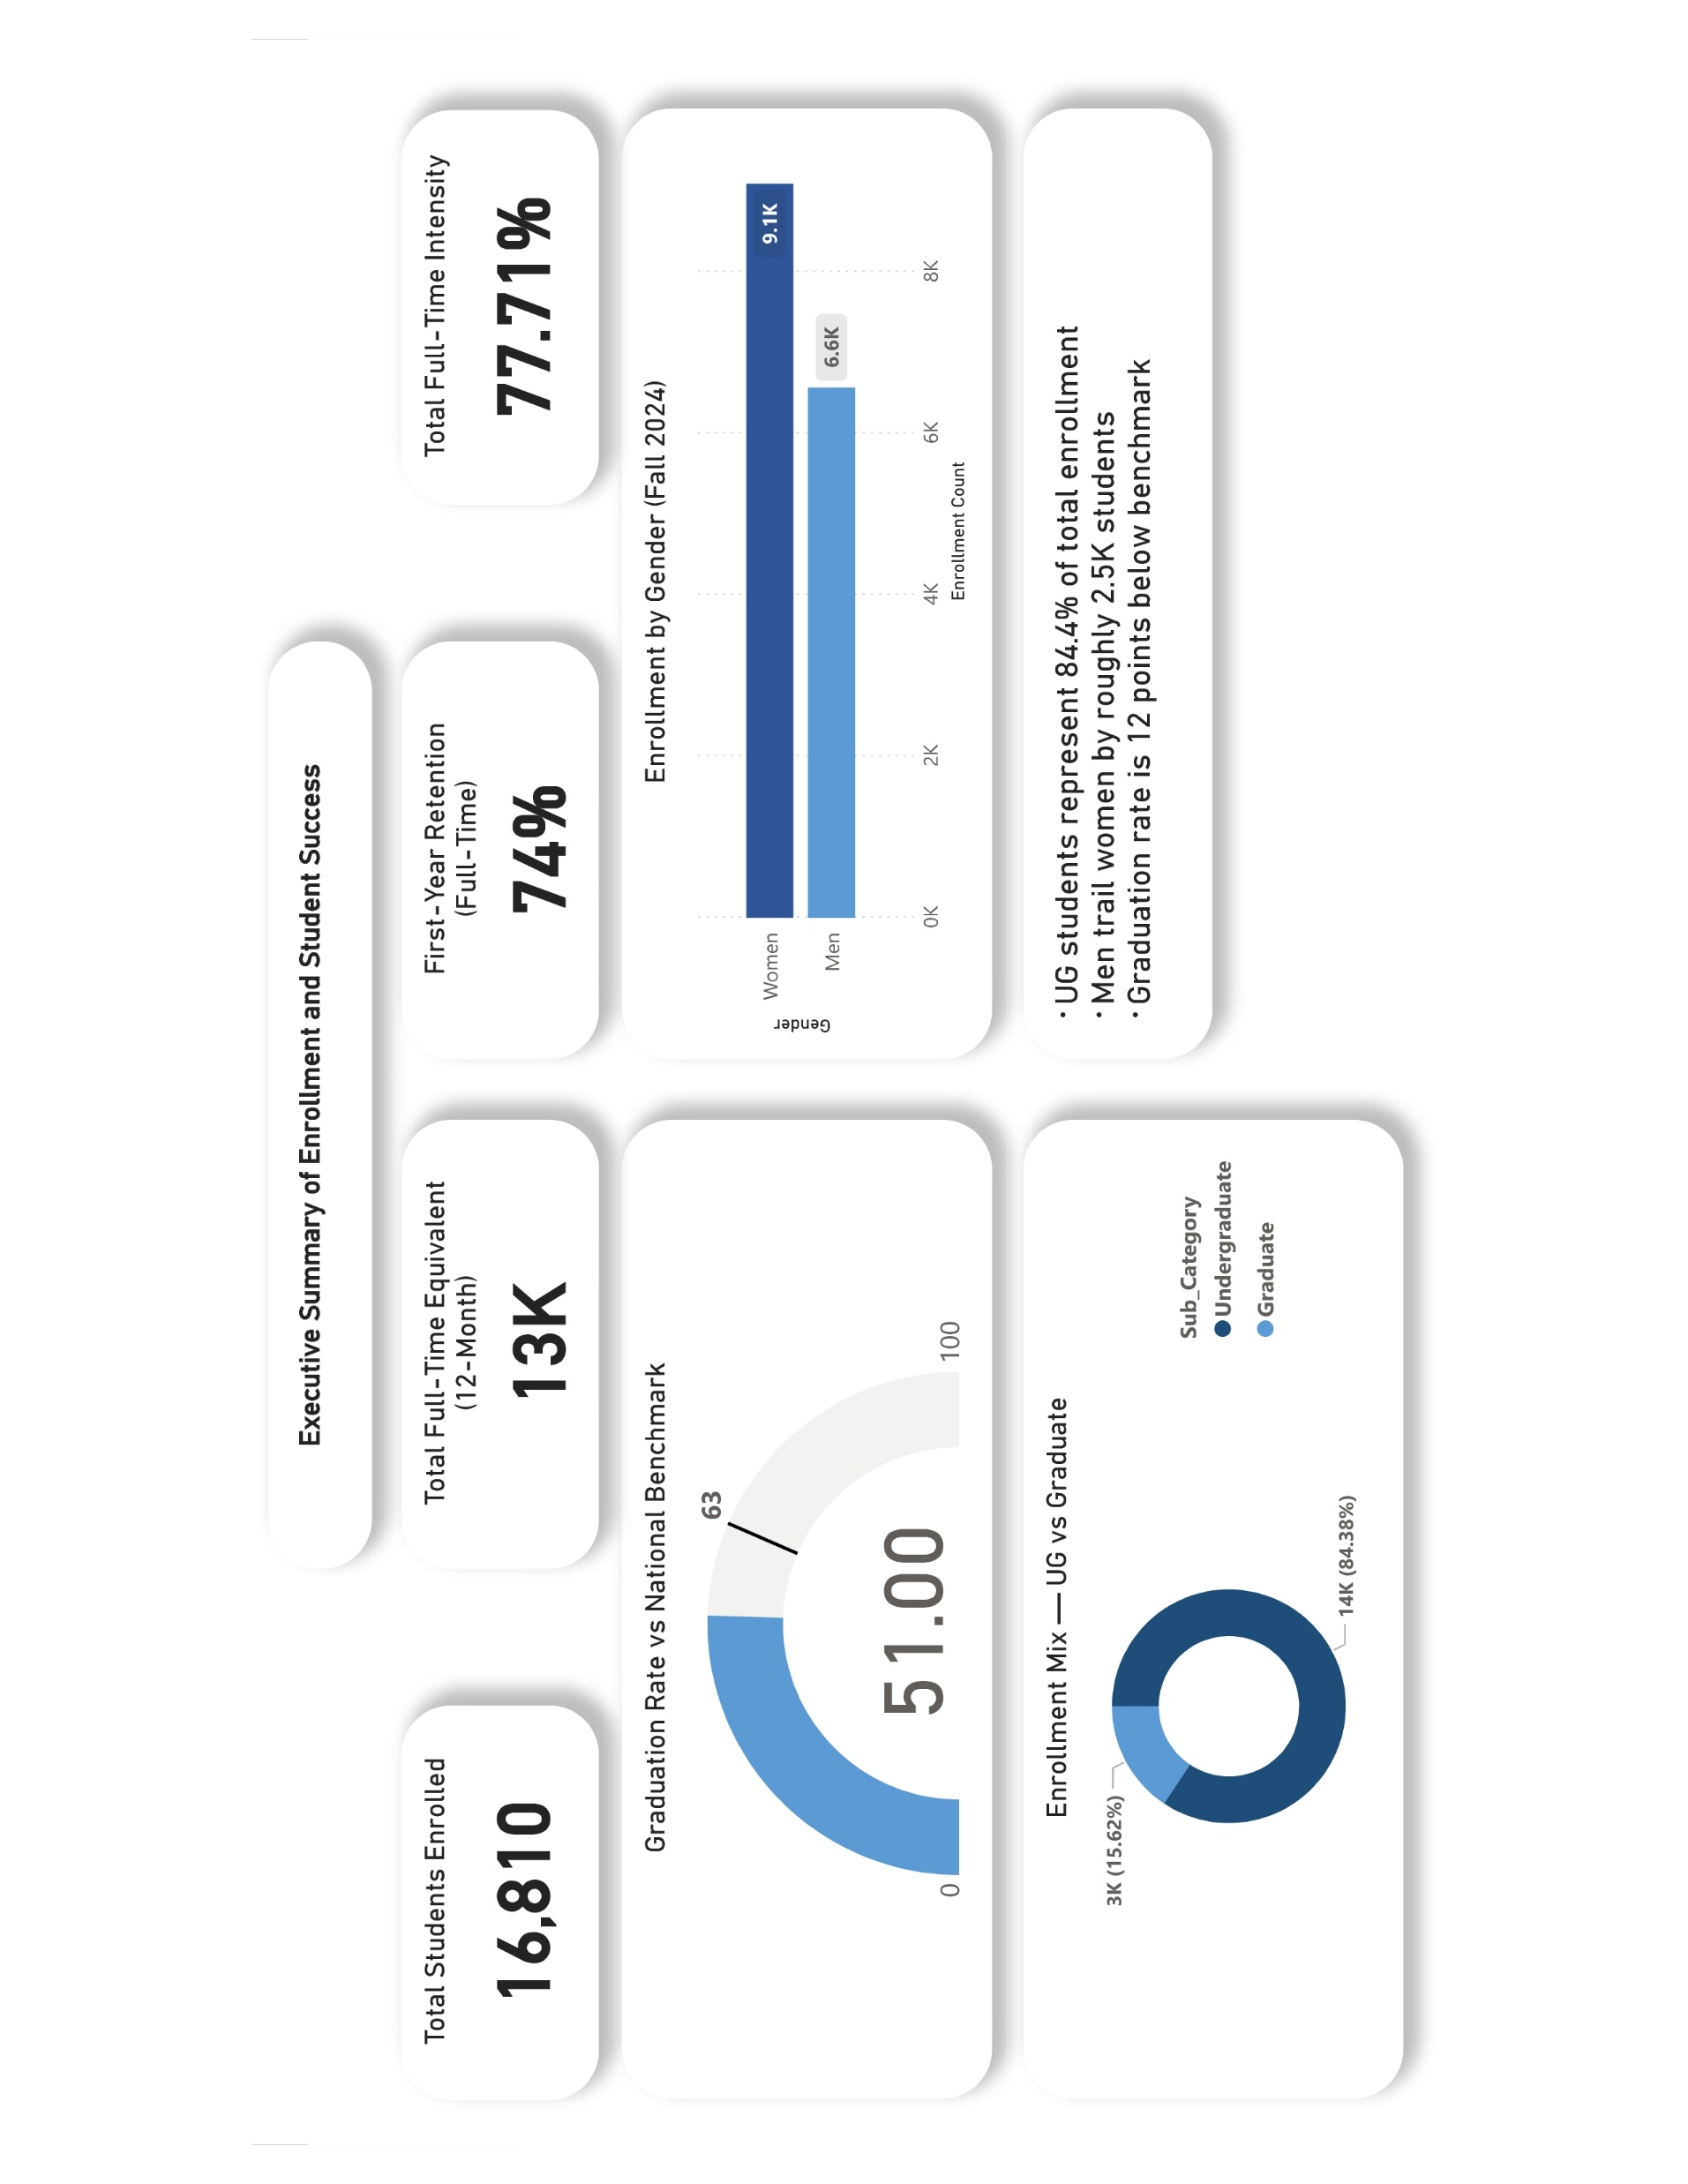 Executive Summary of Enrollment and Student Success
Total Students Enrolled
16,810
Total Full-Time Equivalent
(12-Month)
13K
First-Year Retention
(Full-Time)
74%
Total Full-Time Intensity
77.71%
Graduation Rate vs National Benchmark
63
0
100
51.00
Enrollment by Gender (Fall 2024)
Gender
Women
9.1K
Men
6.6K
0K
2K
4K
6K
8K
Enrollment Count
Enrollment Mix — UG vs Graduate
3K (15.62%)
14K (84.38%)
Sub_Category
Undergraduate
Graduate
· UG students represent 84.4% of total enrollment
· Men trail women by roughly 2.5K students
· Graduation rate is 12 points below benchmark